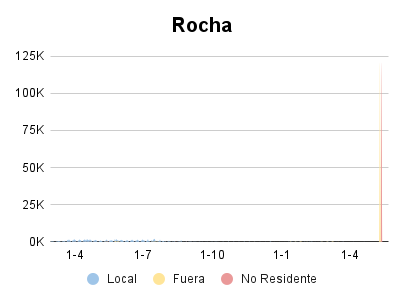 Rocha
125K
100K
75K
50K
25K
0K
1-4 1-7 1-10 1-1 1-4
Local Fuera No Residente